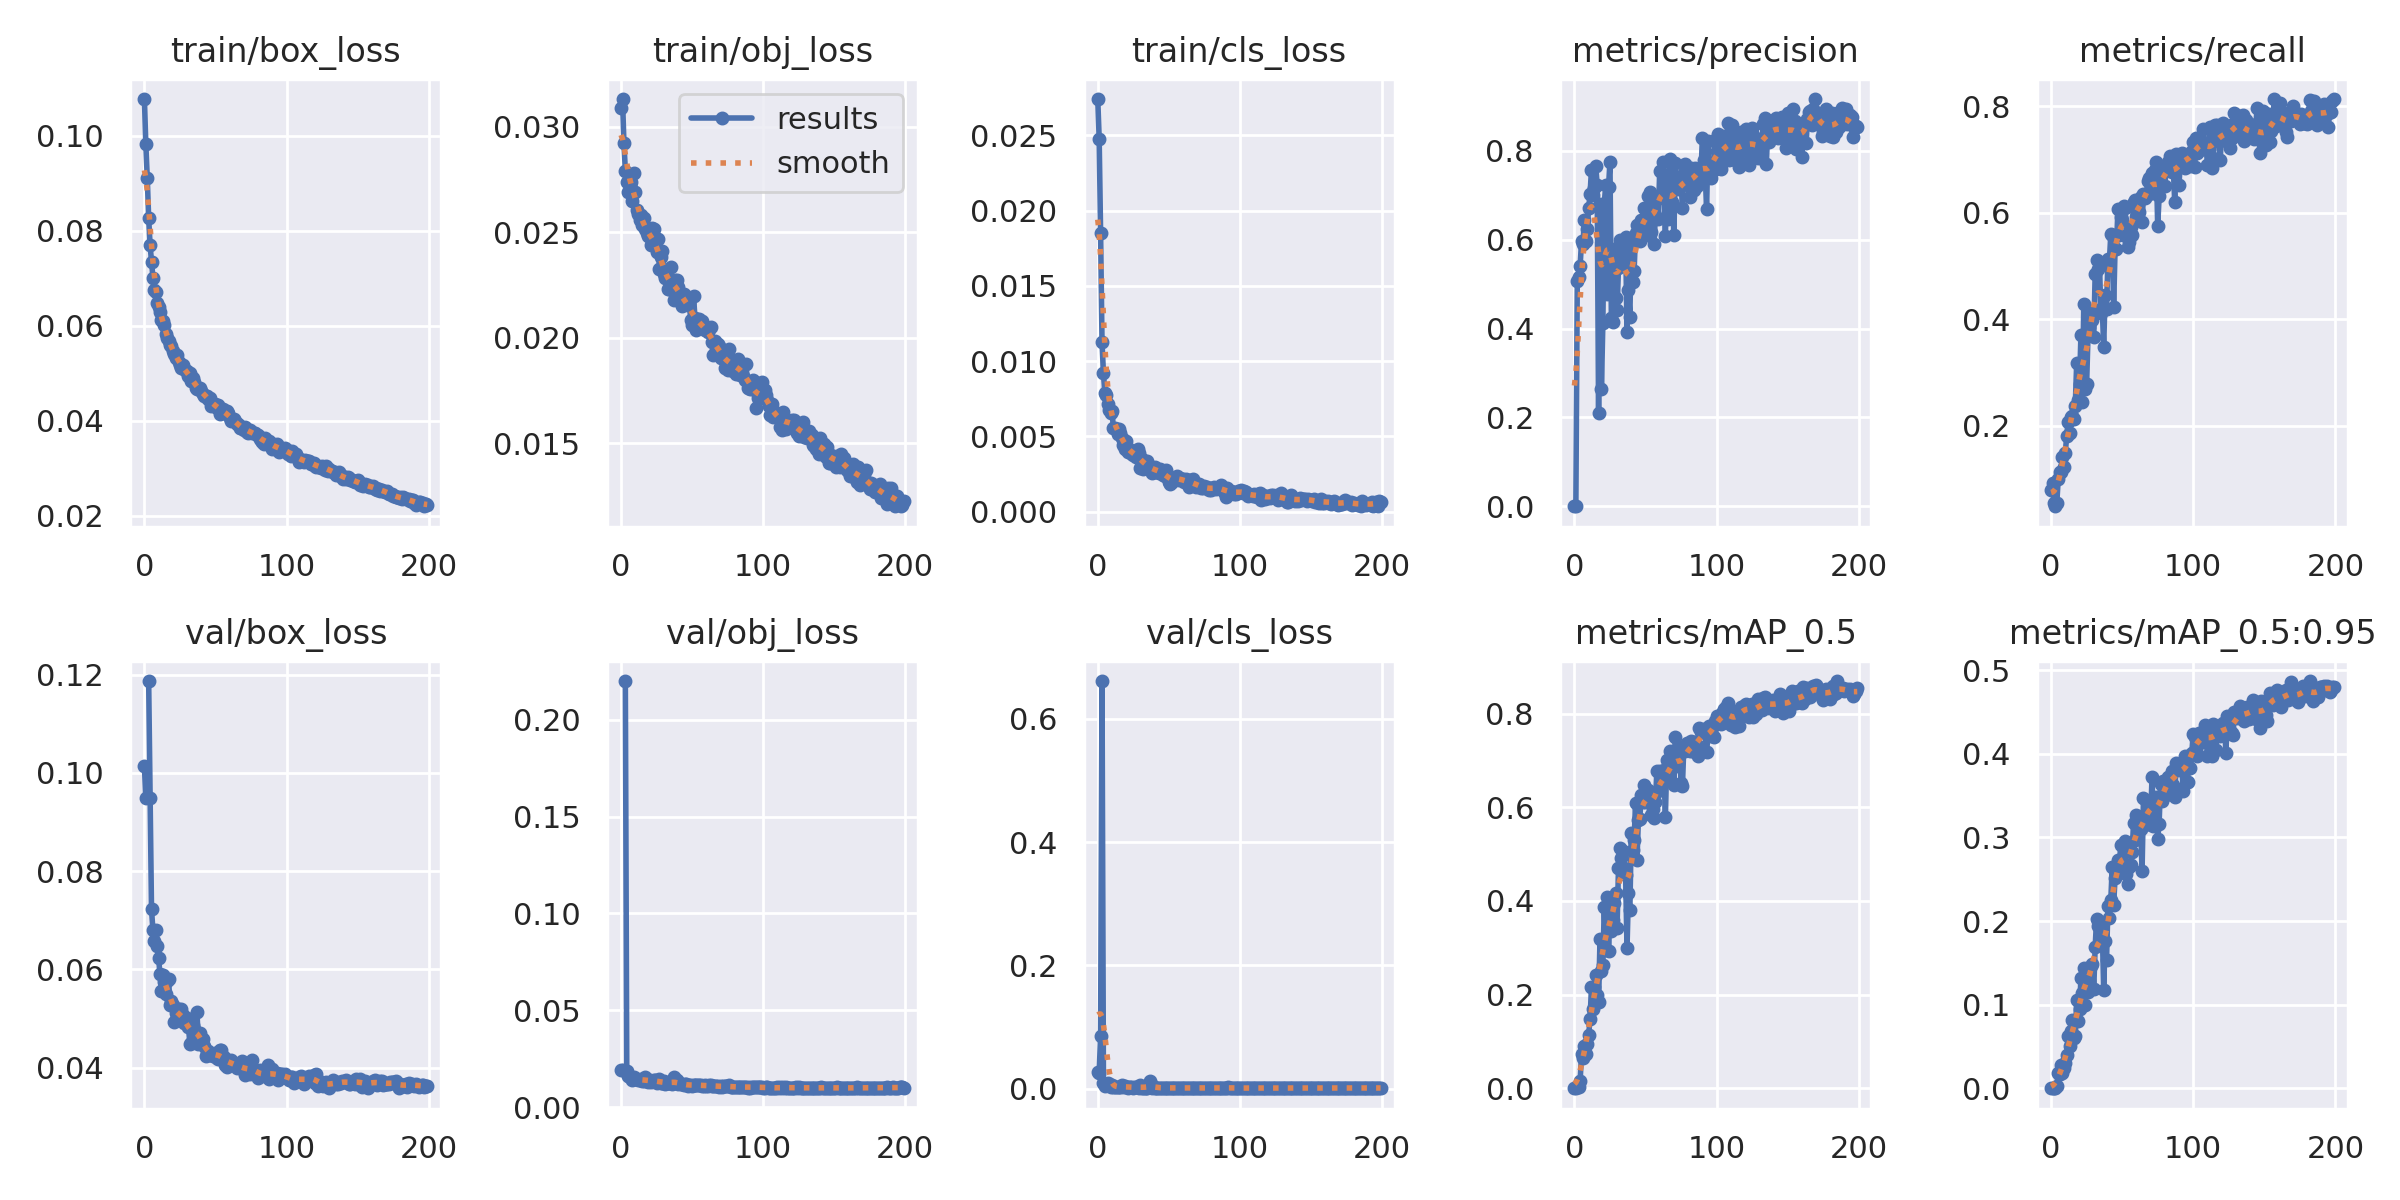 train/box_loss
0.10
0.08
0.06
0.04
0.02
0 100 200
train/obj_loss
results
smooth
0.030
0.025
0.020
0.015
0 100 200
train/cls_loss
0.025
0.020
0.015
0.010
0.005
0.000
0 100 200
metrics/precision
0.8
0.6
0.4
0.2
0.0
0 100 200
metrics/recall
0.8
0.6
0.4
0.2
0 100 200
val/box_loss
0.12
0.10
0.08
0.06
0.04
0 100 200
val/obj_loss
0.20
0.15
0.10
0.05
0.00
0 100 200
val/cls_loss
0.6
0.4
0.2
0.0
0 100 200
metrics/mAP_0.5
0.8
0.6
0.4
0.2
0.0
0 100 200
metrics/mAP_0.5:0.95
0.5
0.4
0.3
0.2
0.1
0.0
0 100 200